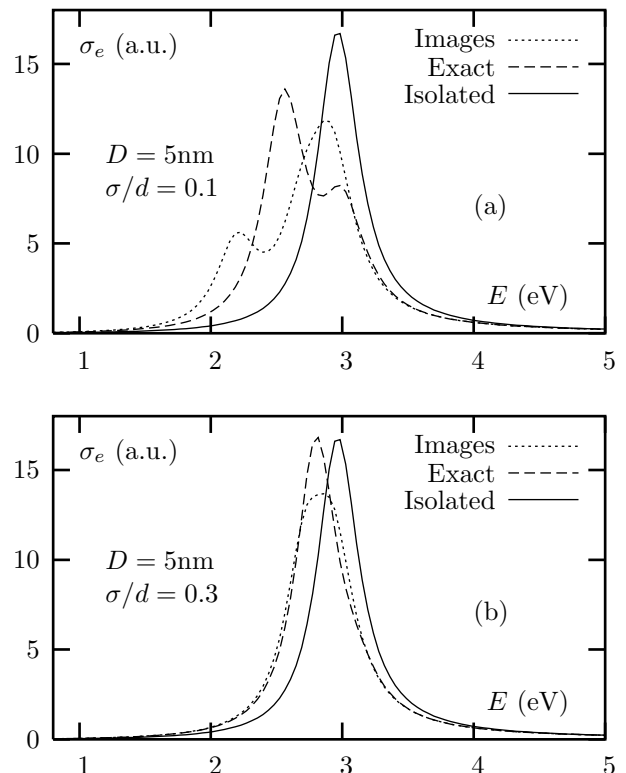 σₑ (a.u.)
Images
Exact
Isolated
15
10
5
0
D = 5nm
σ/d = 0.1
(a)
E (eV)
1 2 3 4 5
σₑ (a.u.)
Images
Exact
Isolated
15
10
5
0
D = 5nm
σ/d = 0.3
(b)
E (eV)
1 2 3 4 5